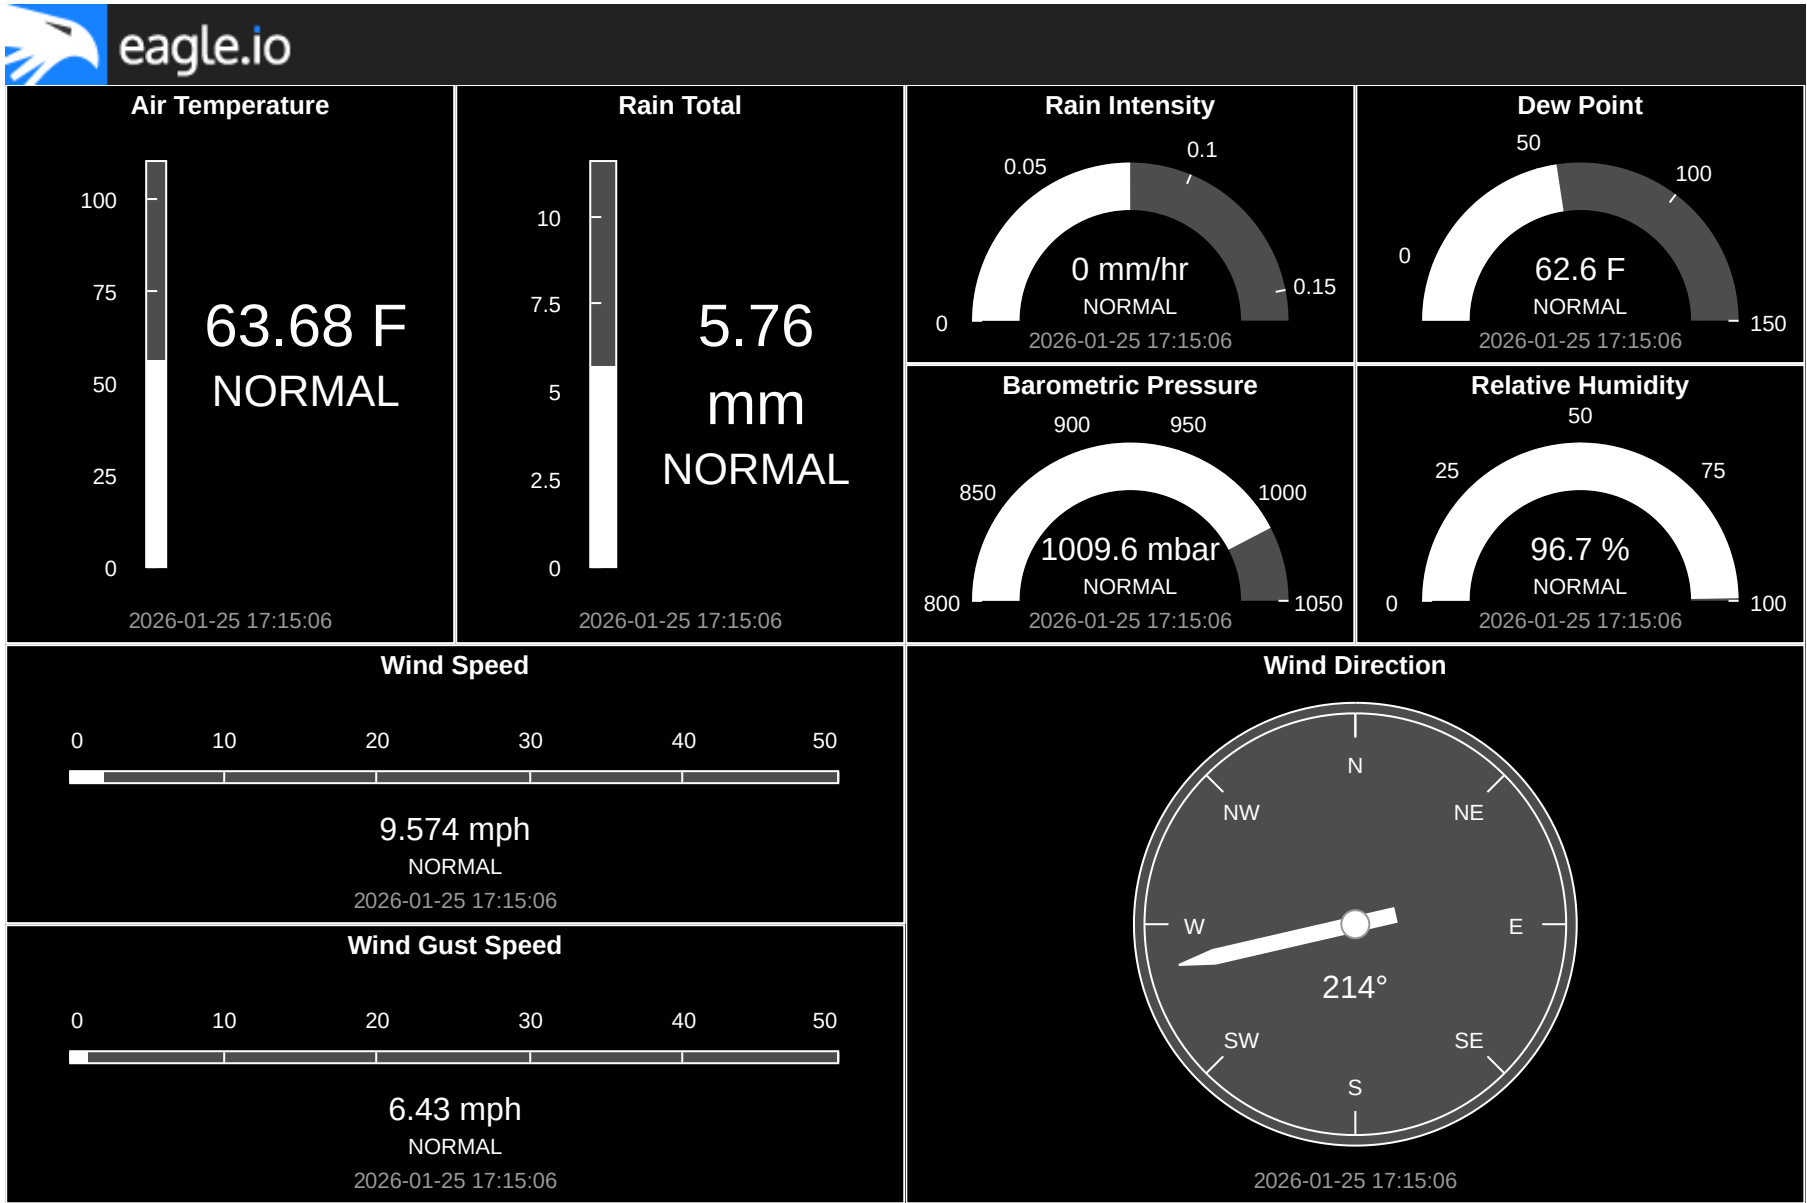 eagle.io
Air Temperature
100
75
50
25
0
63.68 F
NORMAL
2026-01-25 17:15:06
Rain Total
10
7.5
5
2.5
0
5.76
mm
NORMAL
2026-01-25 17:15:06
Rain Intensity
0
0.05
0.1
0.15
0 mm/hr
NORMAL
2026-01-25 17:15:06
Dew Point
0
50
100
150
62.6 F
NORMAL
2026-01-25 17:15:06
Barometric Pressure
800
850
900
950
1000
1050
1009.6 mbar
NORMAL
2026-01-25 17:15:06
Relative Humidity
0
25
50
75
100
96.7 %
NORMAL
2026-01-25 17:15:06
Wind Speed
0 10 20 30 40 50
9.574 mph
NORMAL
2026-01-25 17:15:06
Wind Gust Speed
0 10 20 30 40 50
6.43 mph
NORMAL
2026-01-25 17:15:06
Wind Direction
N
NW NE
W E
214°
SW SE
S
2026-01-25 17:15:06